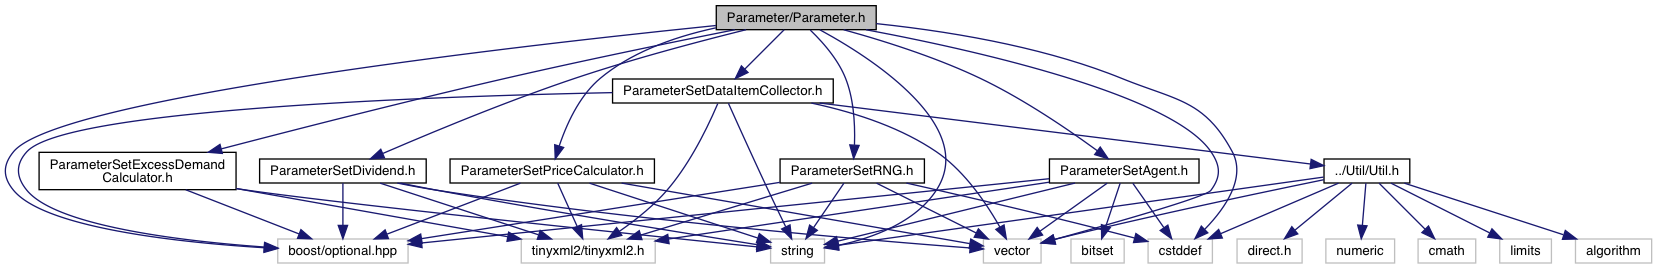 Parameter/Parameter.h
ParameterSetDataItemCollector.h
ParameterSetExcessDemand
Calculator.h
ParameterSetDividend.h
ParameterSetPriceCalculator.h
ParameterSetRNG.h
ParameterSetAgent.h
../Util/Util.h
boost/optional.hpp
tinyxml2/tinyxml2.h
string
vector
bitset
cstddef
direct.h
numeric
cmath
limits
algorithm